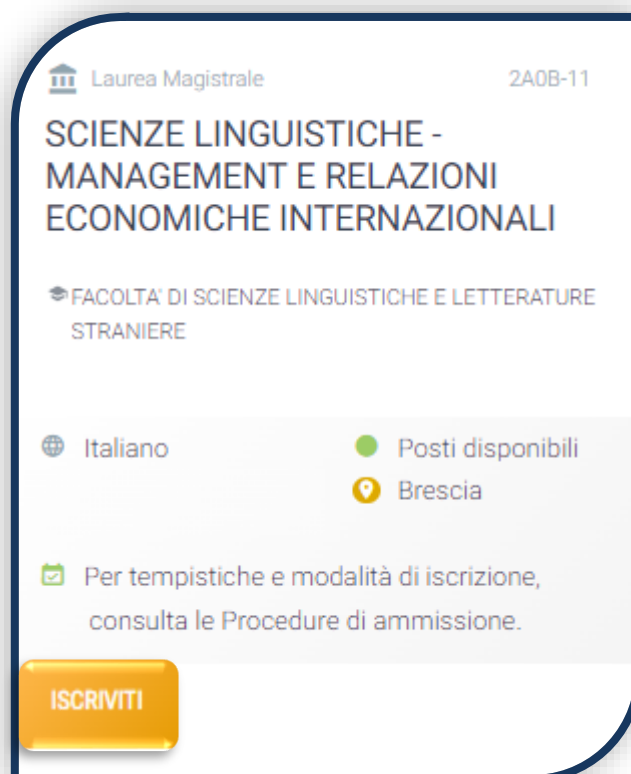 Laurea Magistrale 2A0B-11
SCIENZE LINGUISTICHE -
MANAGEMENT E RELAZIONI
ECONOMICHE INTERNAZIONALI
FACOLTA' DI SCIENZE LINGUISTICHE E LETTERATURE
STRANIERE
Italiano Posti disponibili
Brescia
Per tempistiche e modalità di iscrizione,
consulta le Procedure di ammissione.
ISCRIVITI